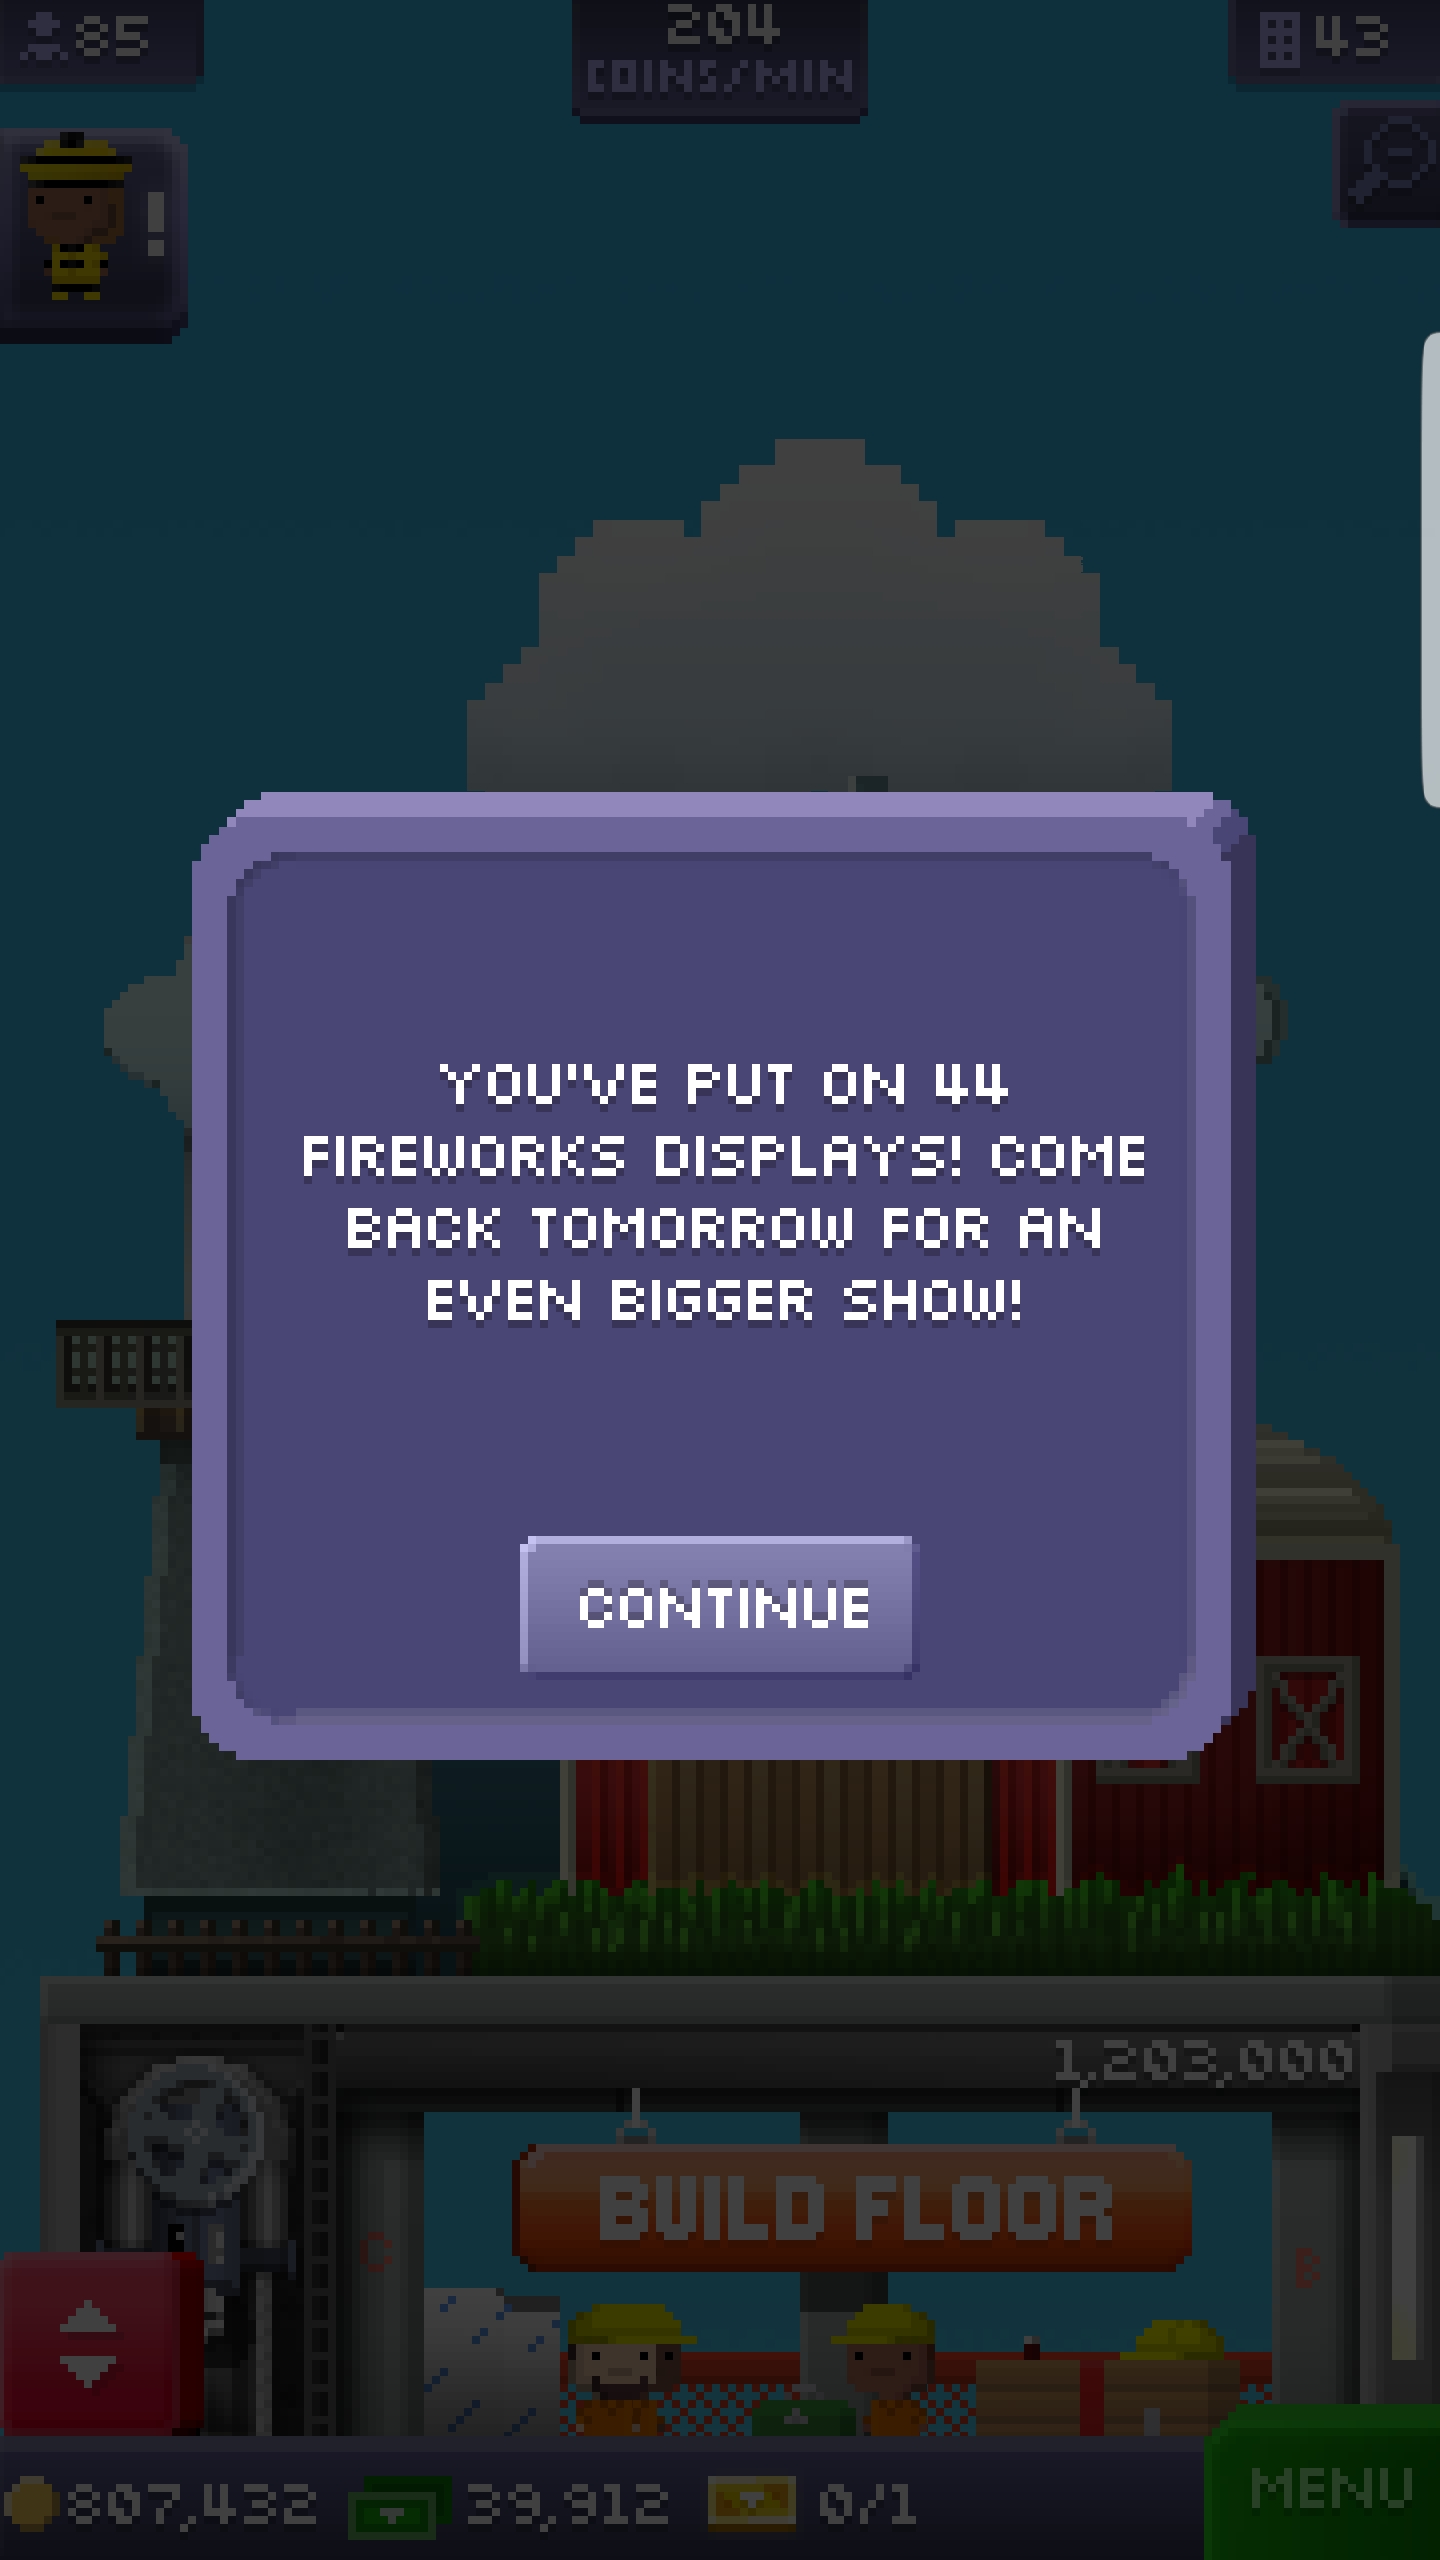 85
204
COINS/MIN
43
!
YOU'VE PUT ON 44
FIREWORKS DISPLAYS! COME
BACK TOMORROW FOR AN
EVEN BIGGER SHOW!
CONTINUE
1,203,000
BUILD FLOOR
C
B
807,432
39,912
0/1
MENU